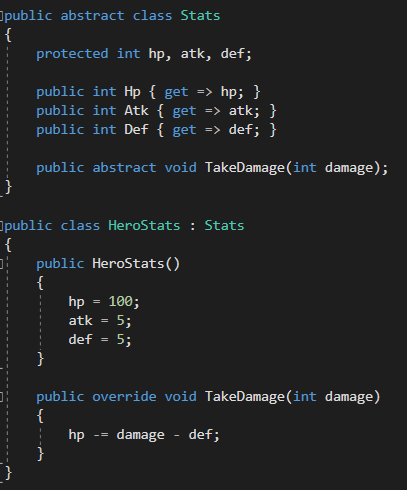 public abstract class Stats
{
    protected int hp, atk, def;

    public int Hp { get => hp; }
    public int Atk { get => atk; }
    public int Def { get => def; }

    public abstract void TakeDamage(int damage);
}

public class HeroStats : Stats
{
    public HeroStats()
    {
        hp = 100;
        atk = 5;
        def = 5;
    }

    public override void TakeDamage(int damage)
    {
        hp -= damage - def;
    }
}